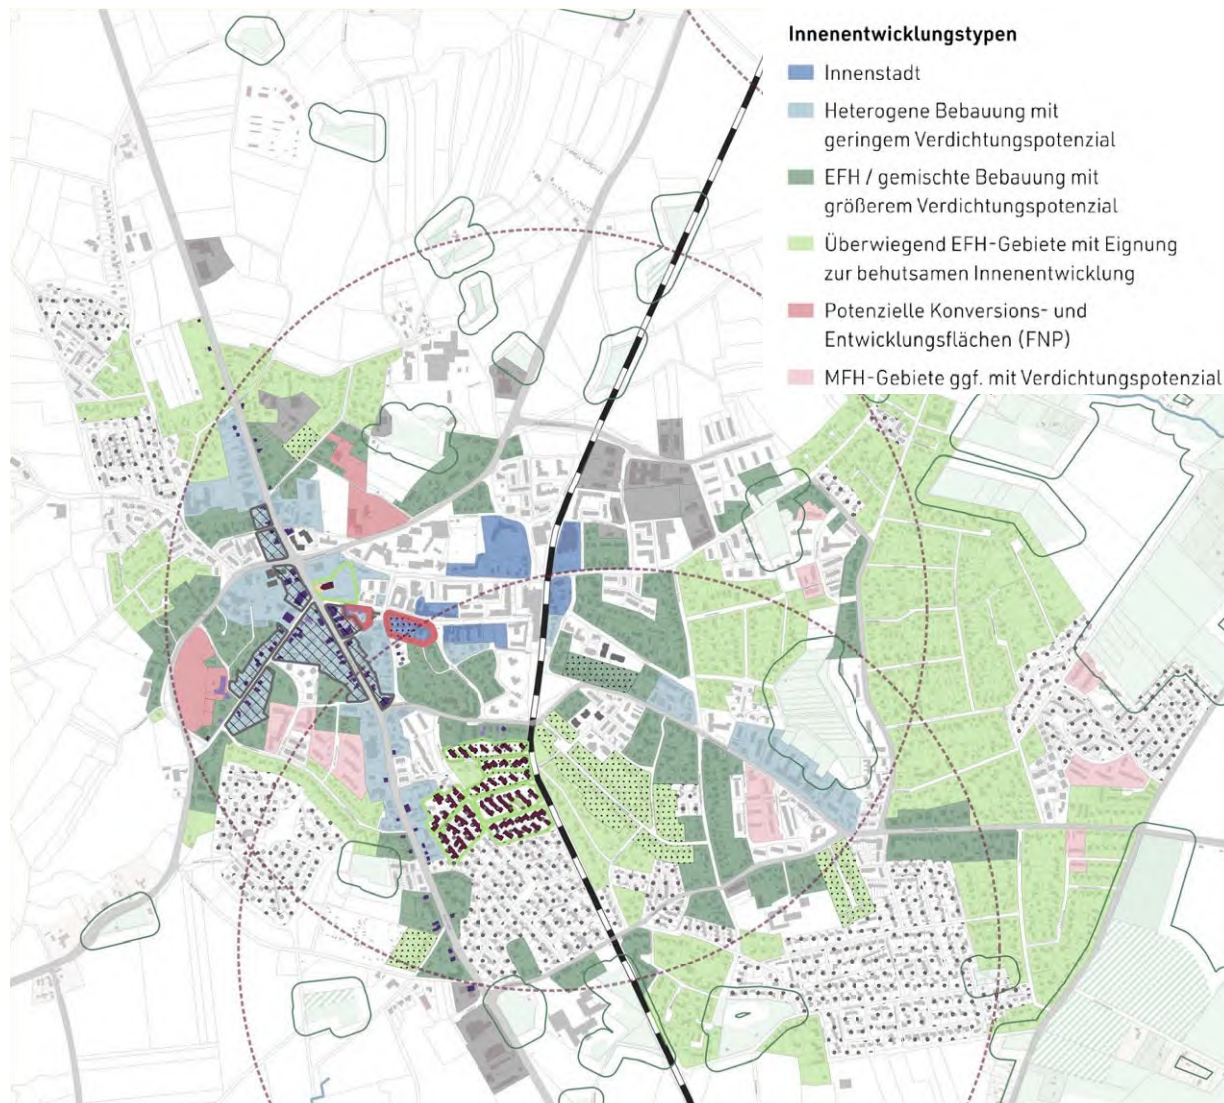 Innenentwicklungstypen
Innenstadt
Heterogene Bebauung mit
geringem Verdichtungspotenzial
EFH / gemischte Bebauung mit
größerem Verdichtungspotenzial
Überwiegend EFH-Gebiete mit Eignung
zur behutsamen Innenentwicklung
Potenzielle Konversions- und
Entwicklungsflächen (FNP)
MFH-Gebiete ggf. mit Verdichtungspotenzial